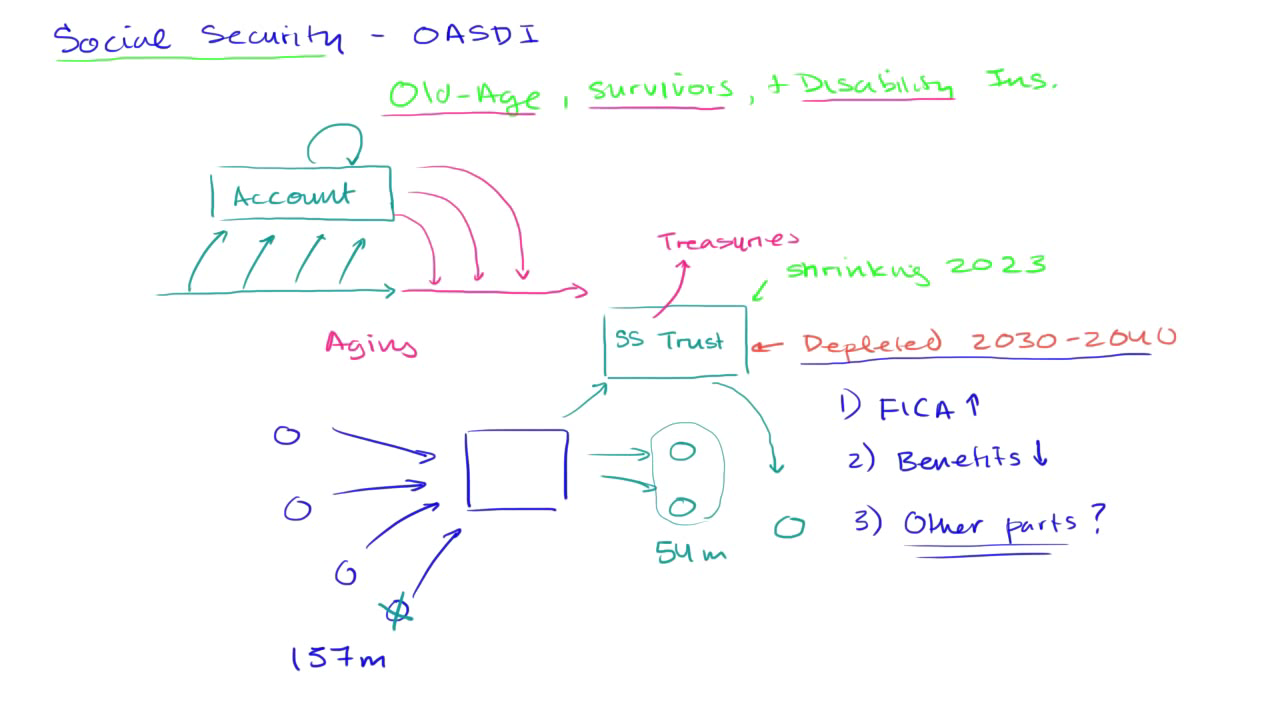 Social Security - OASDI
Old-Age, survivors, + Disability Ins.
Account
Treasuries
shrinking 2023
Aging
SS Trust
Depleted 2030-2040
1) FICA ↑
2) Benefits ↓
3) Other parts?
54m
157m